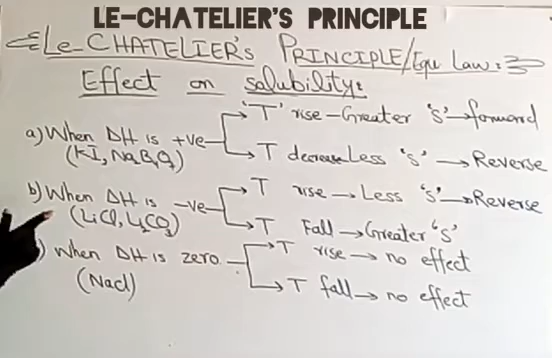 LE-CHATELIER'S PRINCIPLE
Le-CHATELIER's PRINCIPLE/Equ Law:
Effect on solubility:
a) When ΔH is +ve
(KI, Na2B4O7)
'T' rise - Greater 's' → forward
T decrease Less 's' → Reverse
b) When ΔH is -ve
(LiCl, Li2CO3)
T rise → Less 's' → Reverse
T Fall → Greater 's'
) When ΔH is zero
(Nacl)
T rise → no effect
T fall → no effect